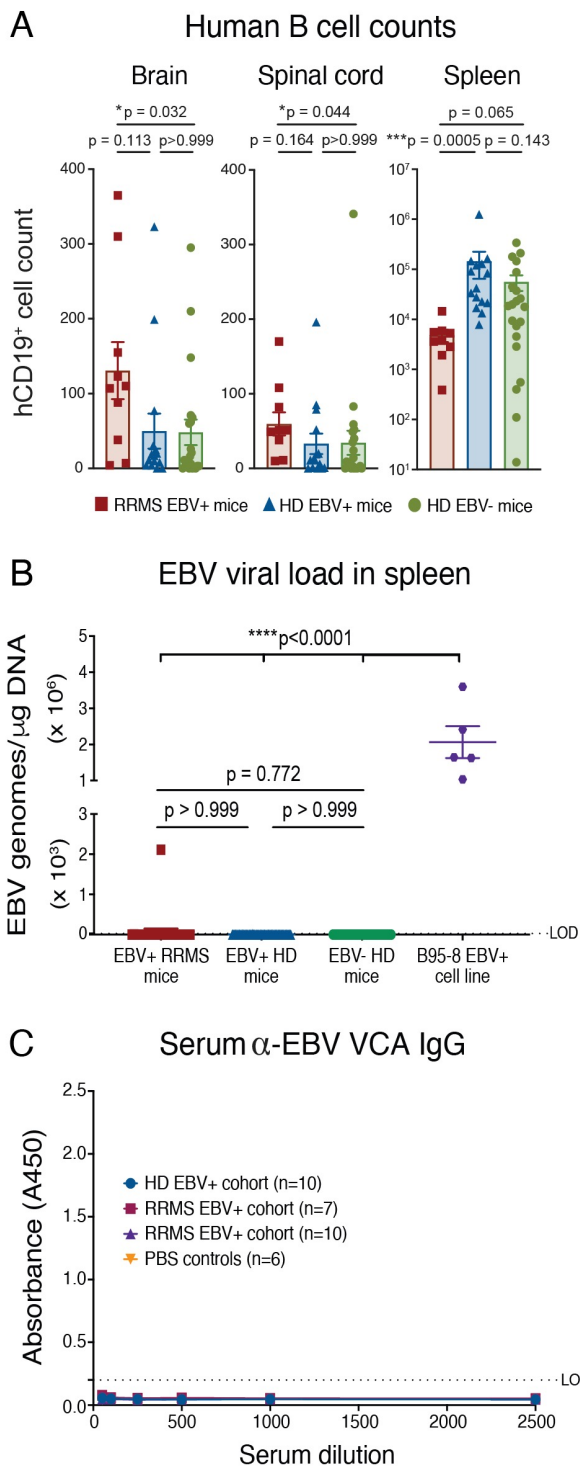 A
Human B cell counts
Brain
Spinal cord
Spleen
*p = 0.032
*p = 0.044
p = 0.065
p = 0.113
p>0.999
p = 0.164
p>0.999
***p = 0.0005
p = 0.143
hCD19⁺ cell count
400
300
200
100
0
400
300
200
100
0
10⁷
10⁶
10⁵
10⁴
10³
10²
10¹
RRMS EBV+ mice
HD EBV+ mice
HD EBV- mice
B
EBV viral load in spleen
EBV genomes/µg DNA
(x 10³)
(x 10⁶)
5
4
3
2
1
3
2
1
0
****p<0.0001
p = 0.772
p > 0.999
p > 0.999
LOD
EBV+ RRMS
mice
EBV+ HD
mice
EBV- HD
mice
B95-8 EBV+
cell line
C
Serum α-EBV VCA IgG
Absorbance (A450)
2.5
2.0
1.5
1.0
0.5
0.0
HD EBV+ cohort (n=10)
RRMS EBV+ cohort (n=7)
RRMS EBV+ cohort (n=10)
PBS controls (n=6)
LO
0
500
1000
1500
2000
2500
Serum dilution